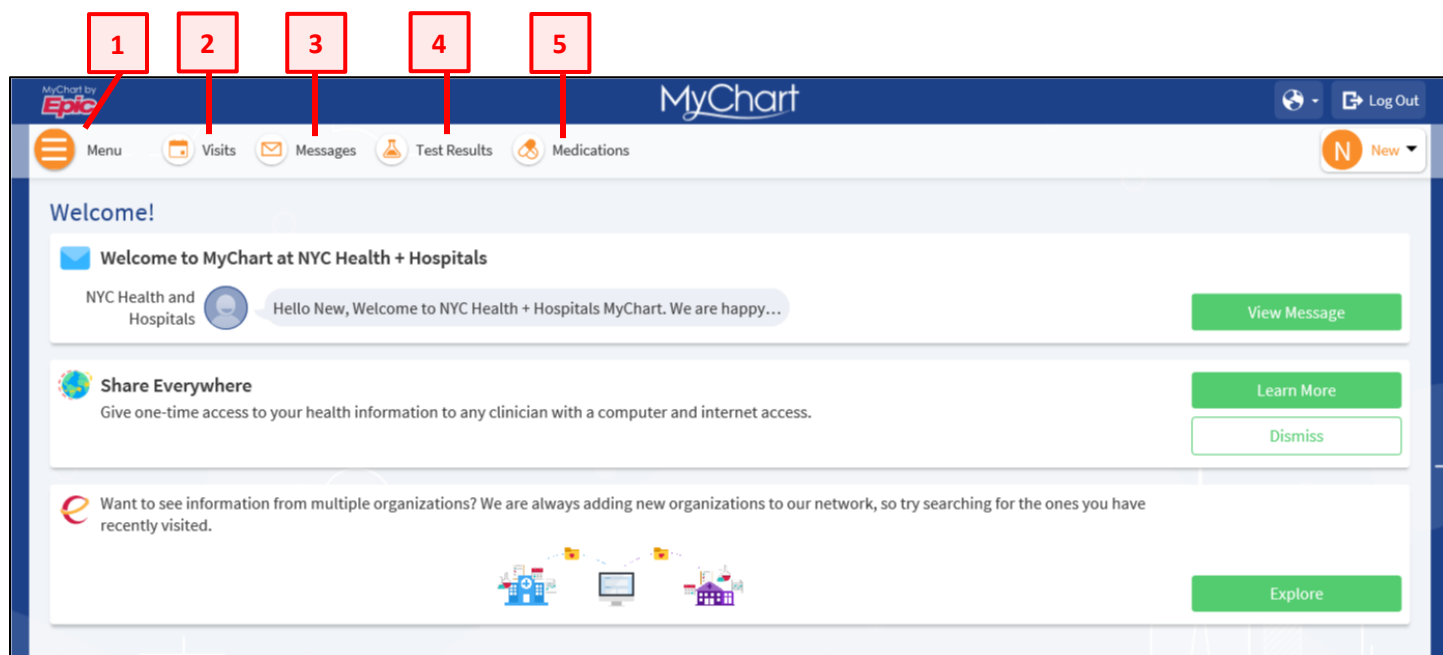 1 2 3 4 5
MyChart by
Epic
MyChart
Log Out
Menu Visits Messages Test Results Medications
N New
Welcome!
Welcome to MyChart at NYC Health + Hospitals
NYC Health and
Hospitals
Hello New, Welcome to NYC Health + Hospitals MyChart. We are happy...
View Message
Share Everywhere
Give one-time access to your health information to any clinician with a computer and internet access.
Learn More
Dismiss
Want to see information from multiple organizations? We are always adding new organizations to our network, so try searching for the ones you have
recently visited.
Explore